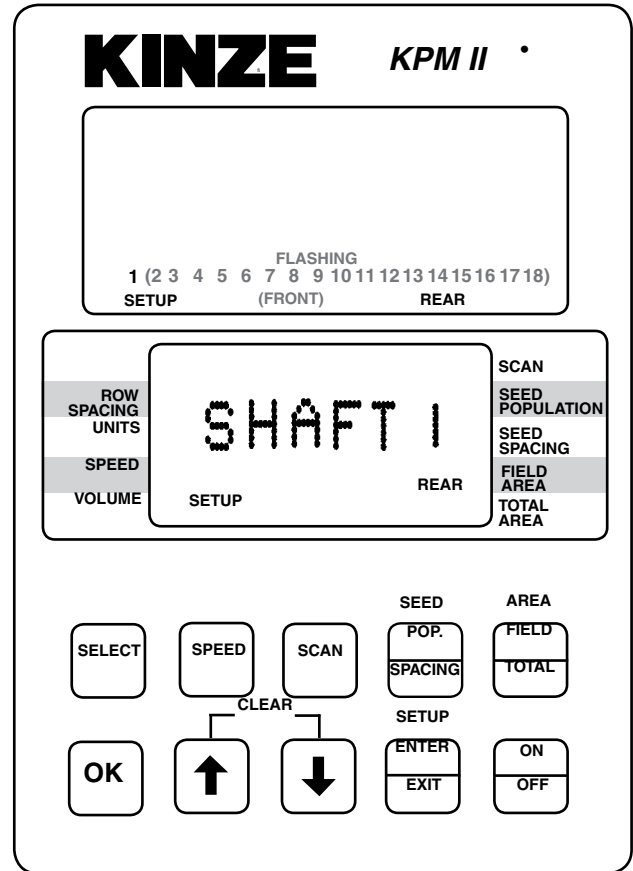 KINZE KPM II
FLASHING
1 (2 3 4 5 6 7 8 9 10 11 12 13 14 15 16 17 18)
SETUP (FRONT) REAR
ROW
SPACING
UNITS
SPEED
VOLUME
SHAFT 1
SETUP REAR
SCAN
SEED
POPULATION
SEED
SPACING
FIELD
AREA
TOTAL
AREA
SEED AREA
SELECT SPEED SCAN POP. FIELD
SPACING TOTAL
CLEAR
SETUP
OK ENTER ON
EXIT OFF